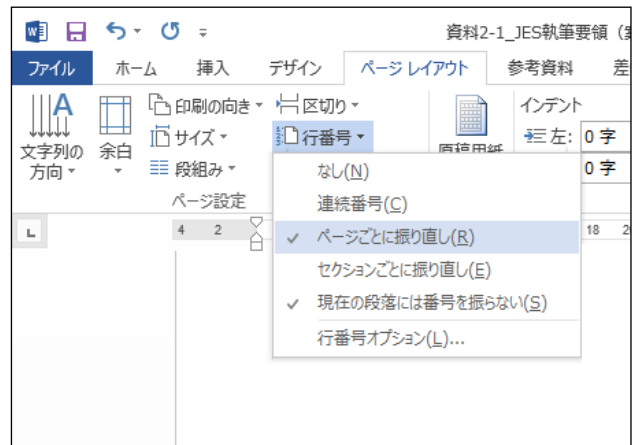 資料2-1_JES執筆要領（
ファイル ホーム 挿入 デザイン ページ レイアウト 参考資料 差
文字列の方向 余白 印刷の向き 区切り 原稿用紙 インデント
サイズ 行番号 左: 0 字
段組み 0 字
ページ設定
なし(N)
連続番号(C)
ページごとに振り直し(R)
セクションごとに振り直し(E)
現在の段落には番号を振らない(S)
行番号オプション(L)...
L 4 2 18